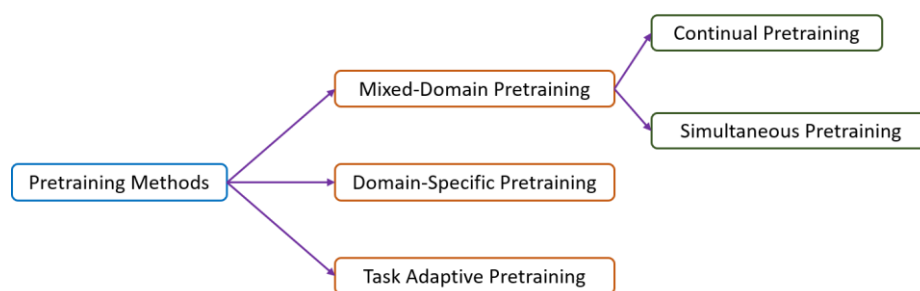 Continual Pretraining
Mixed-Domain Pretraining
Simultaneous Pretraining
Pretraining Methods
Domain-Specific Pretraining
Task Adaptive Pretraining